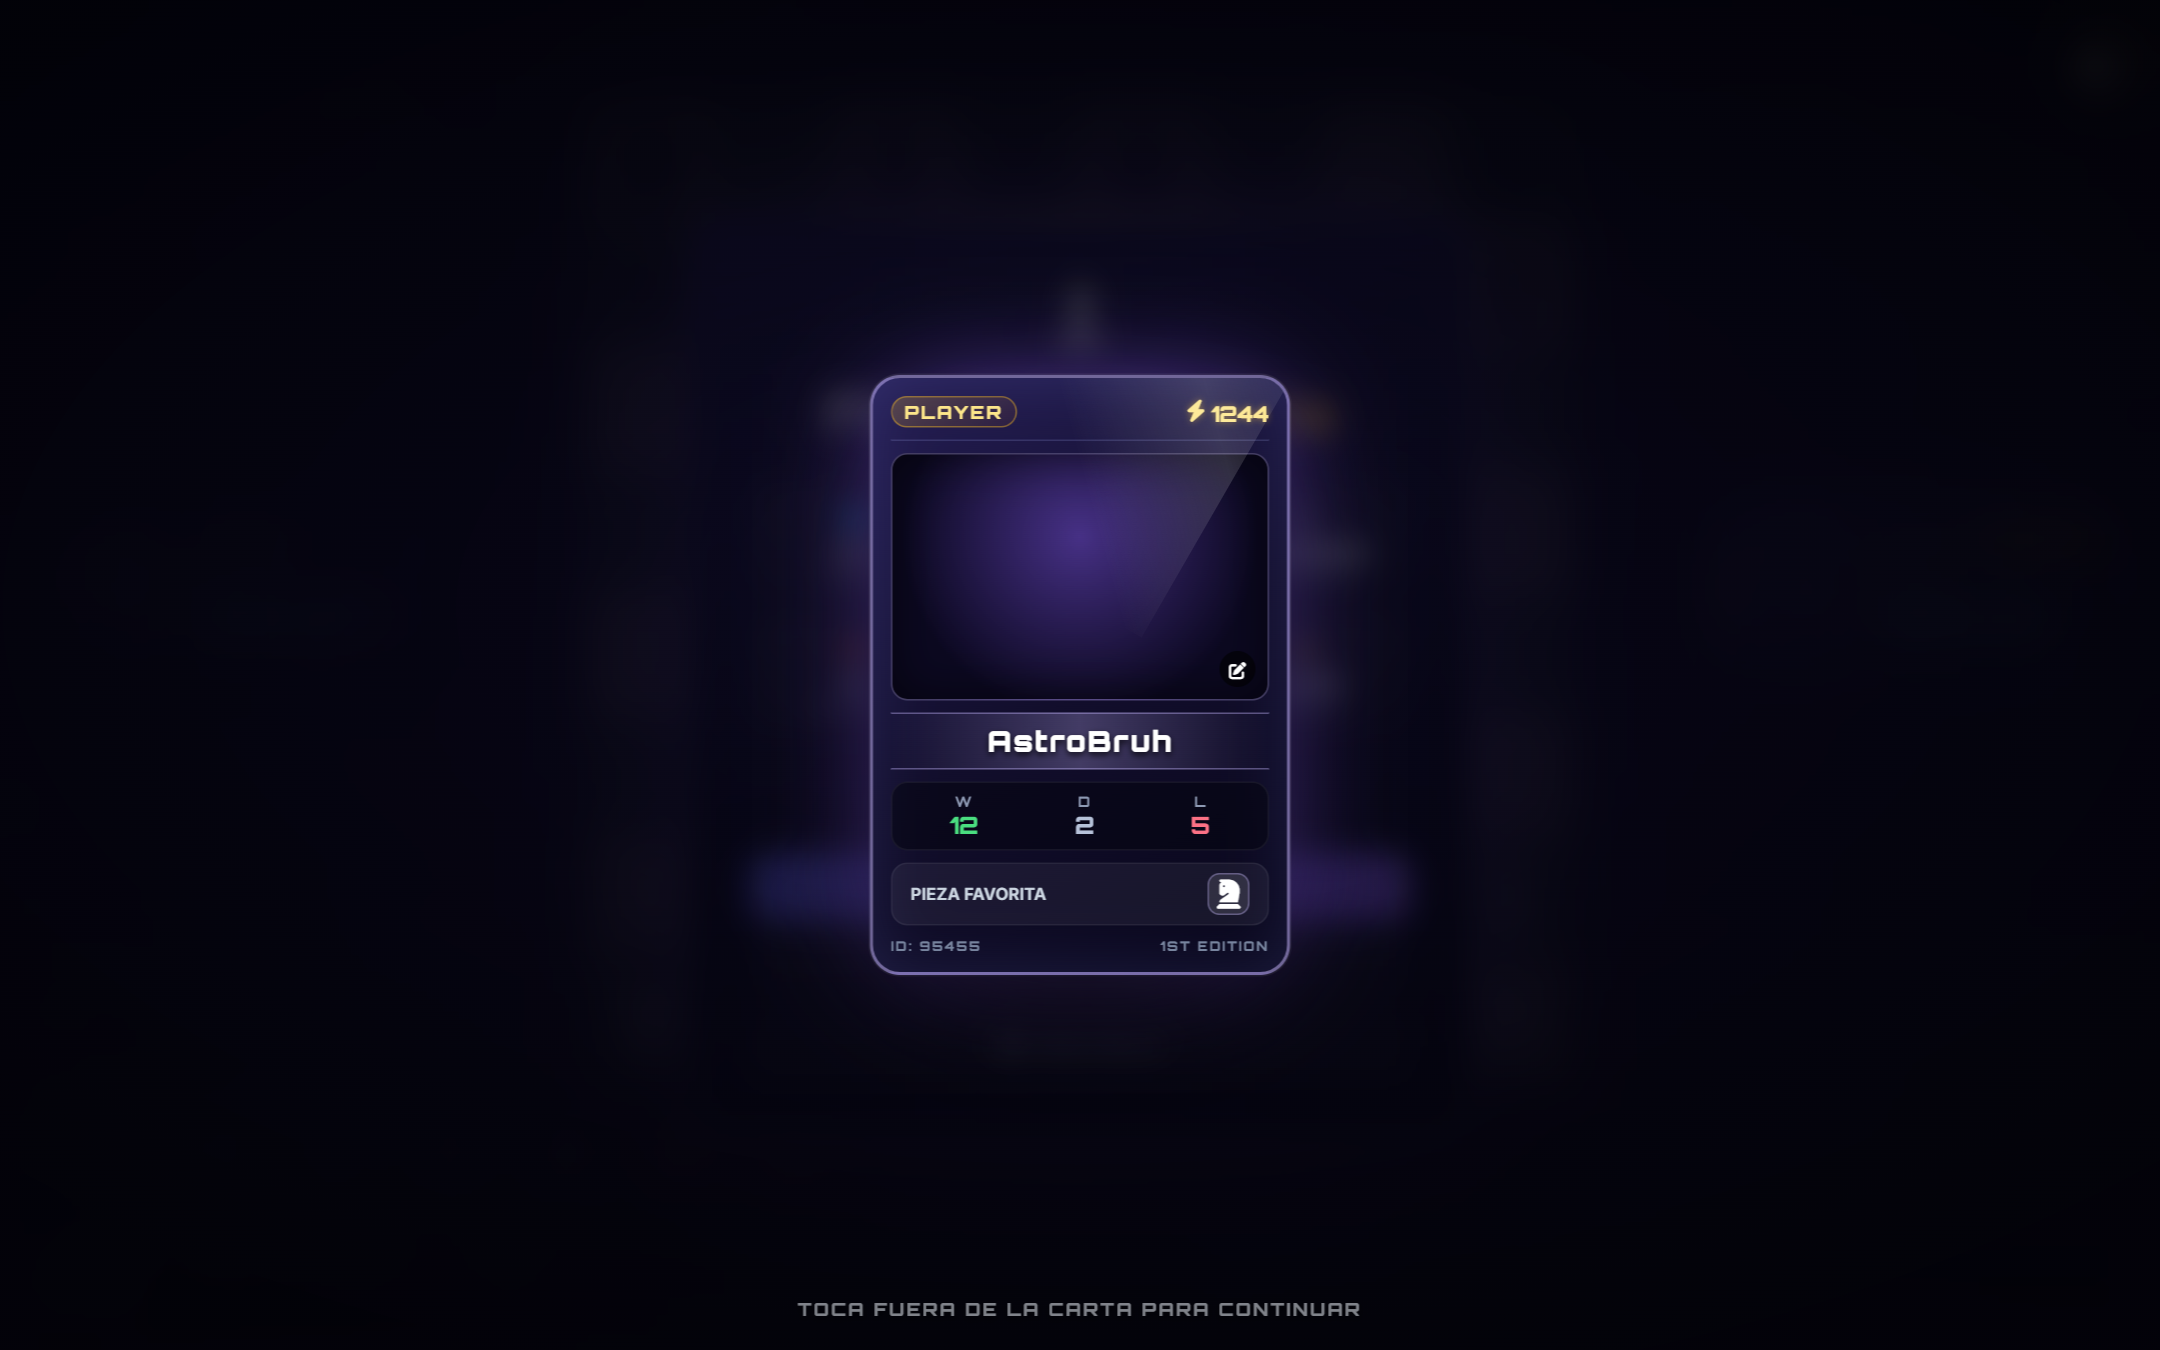 PLAYER
1244
AstroBruh
W D L
12 2 5
PIEZA FAVORITA
ID: 95455 1ST EDITION
TOCA FUERA DE LA CARTA PARA CONTINUAR